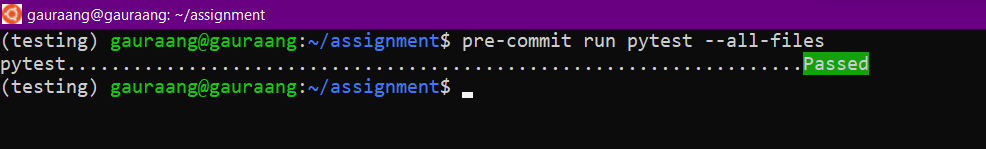 gauraang@gauraang: ~/assignment
(testing) gauraang@gauraang:~/assignment$ pre-commit run pytest --all-files
pytest...................................................................Passed
(testing) gauraang@gauraang:~/assignment$